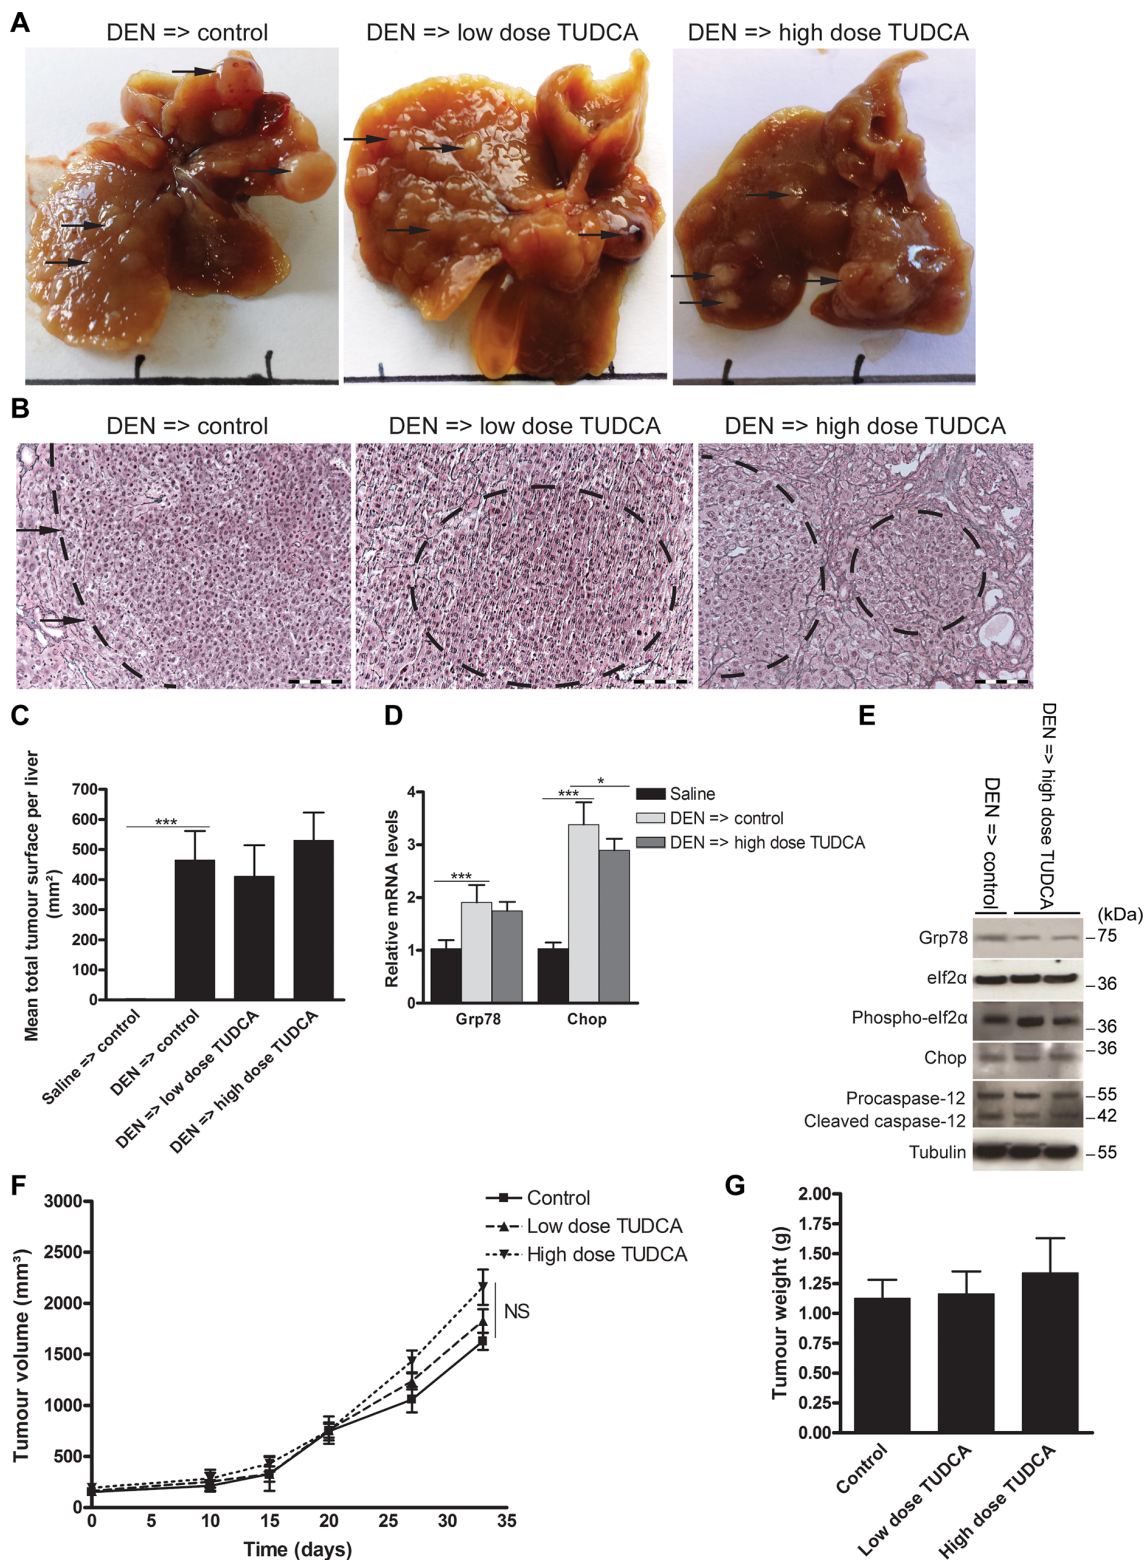 A
DEN => control
DEN => low dose TUDCA
DEN => high dose TUDCA
B
DEN => control
DEN => low dose TUDCA
DEN => high dose TUDCA
C
Mean total tumour surface per liver
(mm²)
700
600
500
400
300
200
100
0
***
Saline => control
DEN => control
DEN => low dose TUDCA
DEN => high dose TUDCA
D
Relative mRNA levels
4
3
2
1
0
***
***
*
Grp78
Chop
Saline
DEN => control
DEN => high dose TUDCA
E
DEN => control
DEN => high dose TUDCA
(kDa)
Grp78
75
eIf2α
36
Phospho-eIf2α
36
Chop
36
Procaspase-12
55
Cleaved caspase-12
42
Tubulin
55
F
Tumour volume (mm³)
3000
2500
2000
1500
1000
500
0
0
5
10
15
20
25
30
35
Time (days)
Control
Low dose TUDCA
High dose TUDCA
NS
G
Tumour weight (g)
2.00
1.75
1.50
1.25
1.00
0.75
0.50
0.25
0.00
Control
Low dose TUDCA
High dose TUDCA